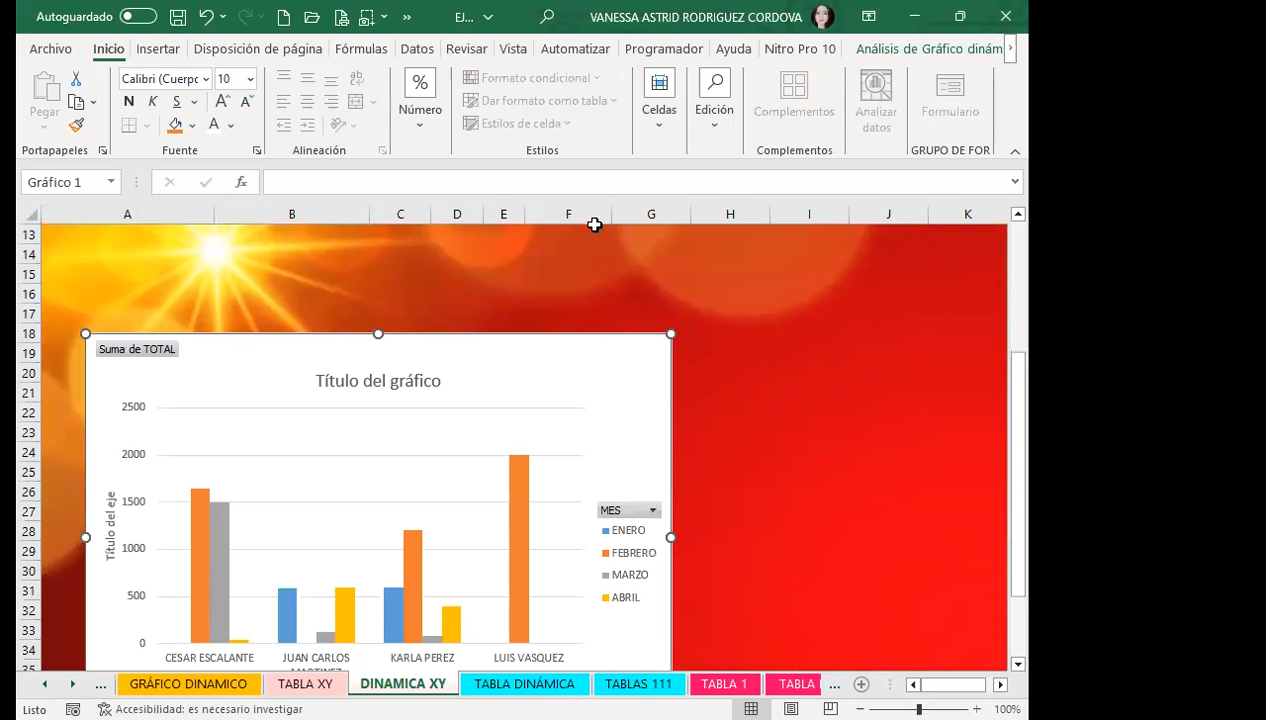 Autoguardado EJ... VANESSA ASTRID RODRIGUEZ CORDOVA
Archivo Inicio Insertar Disposición de página Fórmulas Datos Revisar Vista Automatizar Programador Ayuda Nitro Pro 10 Análisis de Gráfico dinám
Pegar Calibri (Cuerpo 10 Número Formato condicional Celdas Edición Complementos Analizar datos Formulario
N K S Dar formato como tabla
A Estilos de celda
Portapapeles Fuente Alineación Estilos Complementos GRUPO DE FOR
Gráfico 1 fx
A B C D E F G H I J K
13
14
15
16
17
18
19 Suma de TOTAL
20 Título del gráfico
21
22 2500
23
24 2000
25
26
27 1500 MES
28 ENERO
29 1000 FEBRERO
30 MARZO
31 500 ABRIL
32
33 0
34 CESAR ESCALANTE JUAN CARLOS KARLA PEREZ LUIS VASQUEZ
Título del eje
... GRÁFICO DINAMICO TABLA XY DINAMICA XY TABLA DINÁMICA TABLAS 111 TABLA 1 TABLA ...
Listo Accesibilidad: es necesario investigar 100%